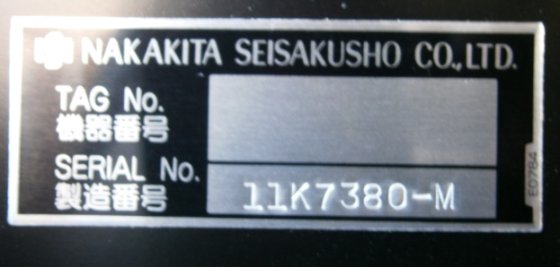 NAKAKITA SEISAKUSHO CO.,LTD.
TAG No.
機器番号
SERIAL No.
製造番号
11K7380-M
E0784